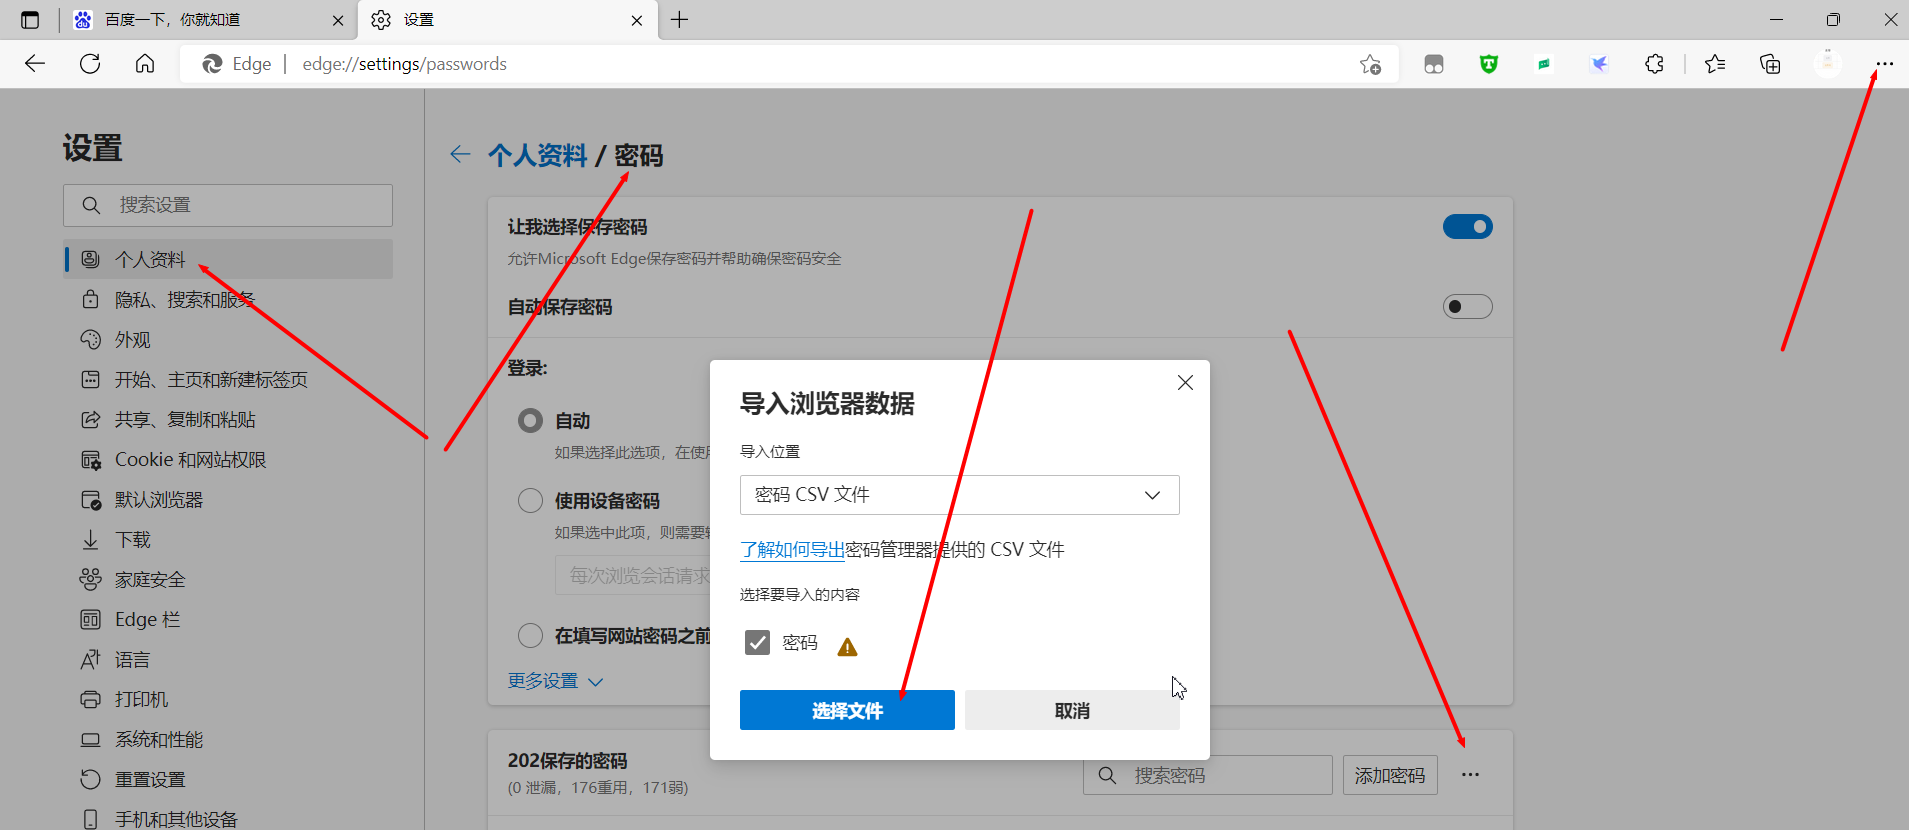 百度一下，你就知道
设置
Edge
edge://settings/passwords
设置
搜索设置
个人资料
隐私、搜索和服务
外观
开始、主页和新建标签页
共享、复制和粘贴
Cookie 和网站权限
默认浏览器
下载
家庭安全
Edge 栏
语言
打印机
系统和性能
重置设置
手机和其他设备
个人资料 / 密码
让我选择保存密码
允许Microsoft Edge保存密码并帮助确保密码安全
自动保存密码
登录:
自动
如果选择此选项，在使用
使用设备密码
如果选中此项，则需要输
每次浏览会话请求
在填写网站密码之前
更多设置
导入浏览器数据
导入位置
密码 CSV 文件
了解如何导出密码管理器提供的 CSV 文件
选择要导入的内容
密码
选择文件
取消
202保存的密码
(0 泄漏，176重用，171弱)
搜索密码
添加密码